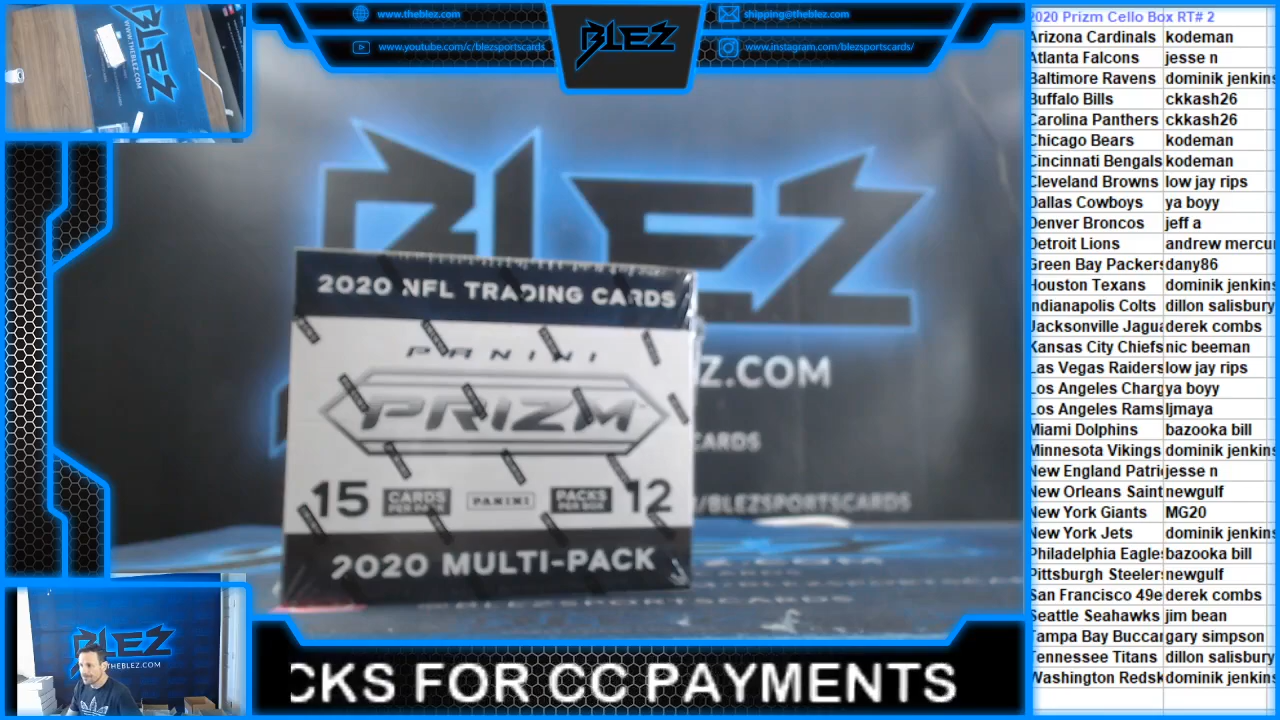 www.theblez.com
www.youtube.com/c/blezsportscards
BLEZ
shipping@theblez.com
www.instagram.com/blezsportscards/
BLEZ
WWW.THEBLEZ.COM
BLEZ
Z.COM
CARDS
/BLEZSPORTSCARDS
2020 NFL TRADING CARDS
PANINI
PRIZM
15 CARDS PER PACK PANINI PACKS PER BOX 12
2020 MULTI-PACK
BLEZ
THEBLEZ.COM
CKS FOR CC PAYMENTS
2020 Prizm Cello Box RT# 2
Arizona Cardinals kodeman
Atlanta Falcons jesse n
Baltimore Ravens dominik jenkins
Buffalo Bills ckkash26
Carolina Panthers ckkash26
Chicago Bears kodeman
Cincinnati Bengals kodeman
Cleveland Browns low jay rips
Dallas Cowboys ya boyy
Denver Broncos jeff a
Detroit Lions andrew mercu
Green Bay Packers dany86
Houston Texans dominik jenkins
Indianapolis Colts dillon salisbury
Jacksonville Jagua derek combs
Kansas City Chiefs nic beeman
Las Vegas Raiders low jay rips
Los Angeles Charg ya boyy
Los Angeles Rams ljmaya
Miami Dolphins bazooka bill
Minnesota Vikings dominik jenkins
New England Patri jesse n
New Orleans Saint newgulf
New York Giants MG20
New York Jets dominik jenkins
Philadelphia Eagles bazooka bill
Pittsburgh Steelers newgulf
San Francisco 49e derek combs
Seattle Seahawks jim bean
Tampa Bay Buccar gary simpson
Tennessee Titans dillon salisbury
Washington Redsk dominik jenkins